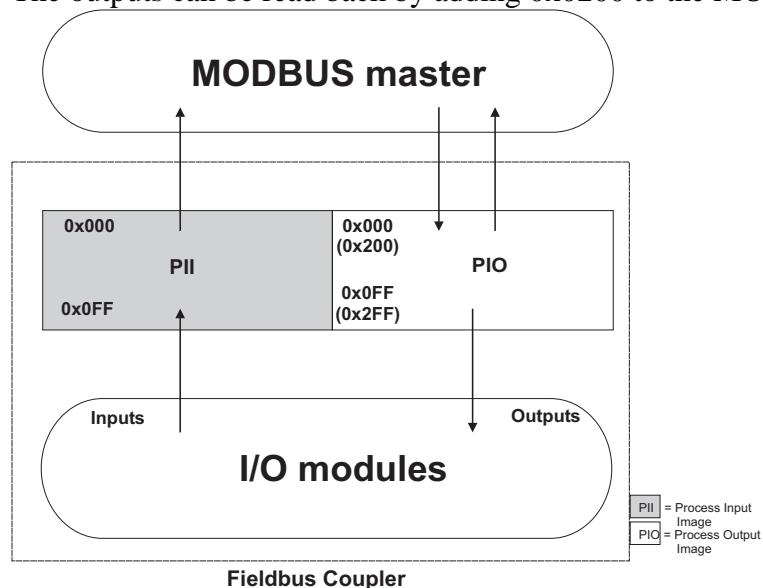 MODBUS master
0x000
0x000
(0x200)
PII
PIO
0x0FF
0x0FF
(0x2FF)
Inputs
Outputs
I/O modules
PII = Process Input
Image
PIO = Process Output
Image
Fieldbus Coupler